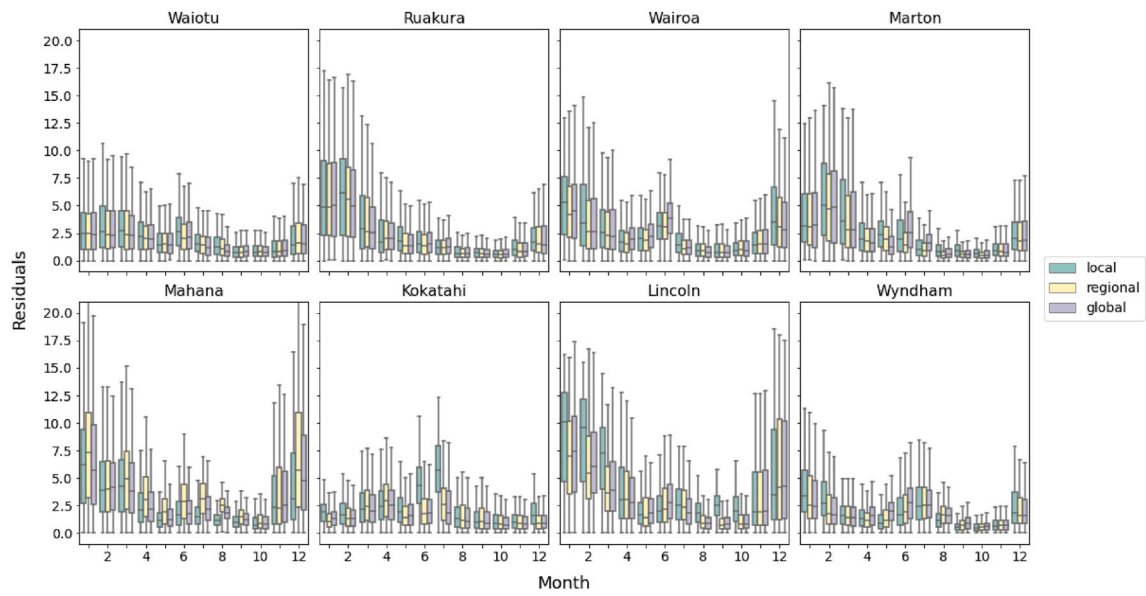 Waiotu Ruakura Wairoa Marton
20.0
17.5
15.0
12.5
10.0
7.5
5.0
2.5
0.0
Residuals
local
regional
global
Mahana Kokatahi Lincoln Wyndham
20.0
17.5
15.0
12.5
10.0
7.5
5.0
2.5
0.0
2 4 6 8 10 12 2 4 6 8 10 12 2 4 6 8 10 12 2 4 6 8 10 12
Month